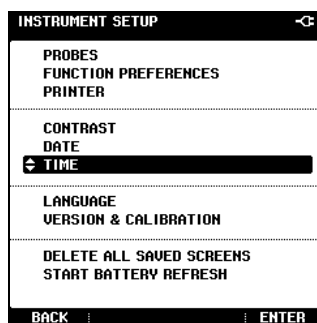 INSTRUMENT SETUP
PROBES
FUNCTION PREFERENCES
PRINTER
CONTRAST
DATE
TIME
LANGUAGE
VERSION & CALIBRATION
DELETE ALL SAVED SCREENS
START BATTERY REFRESH
BACK ENTER